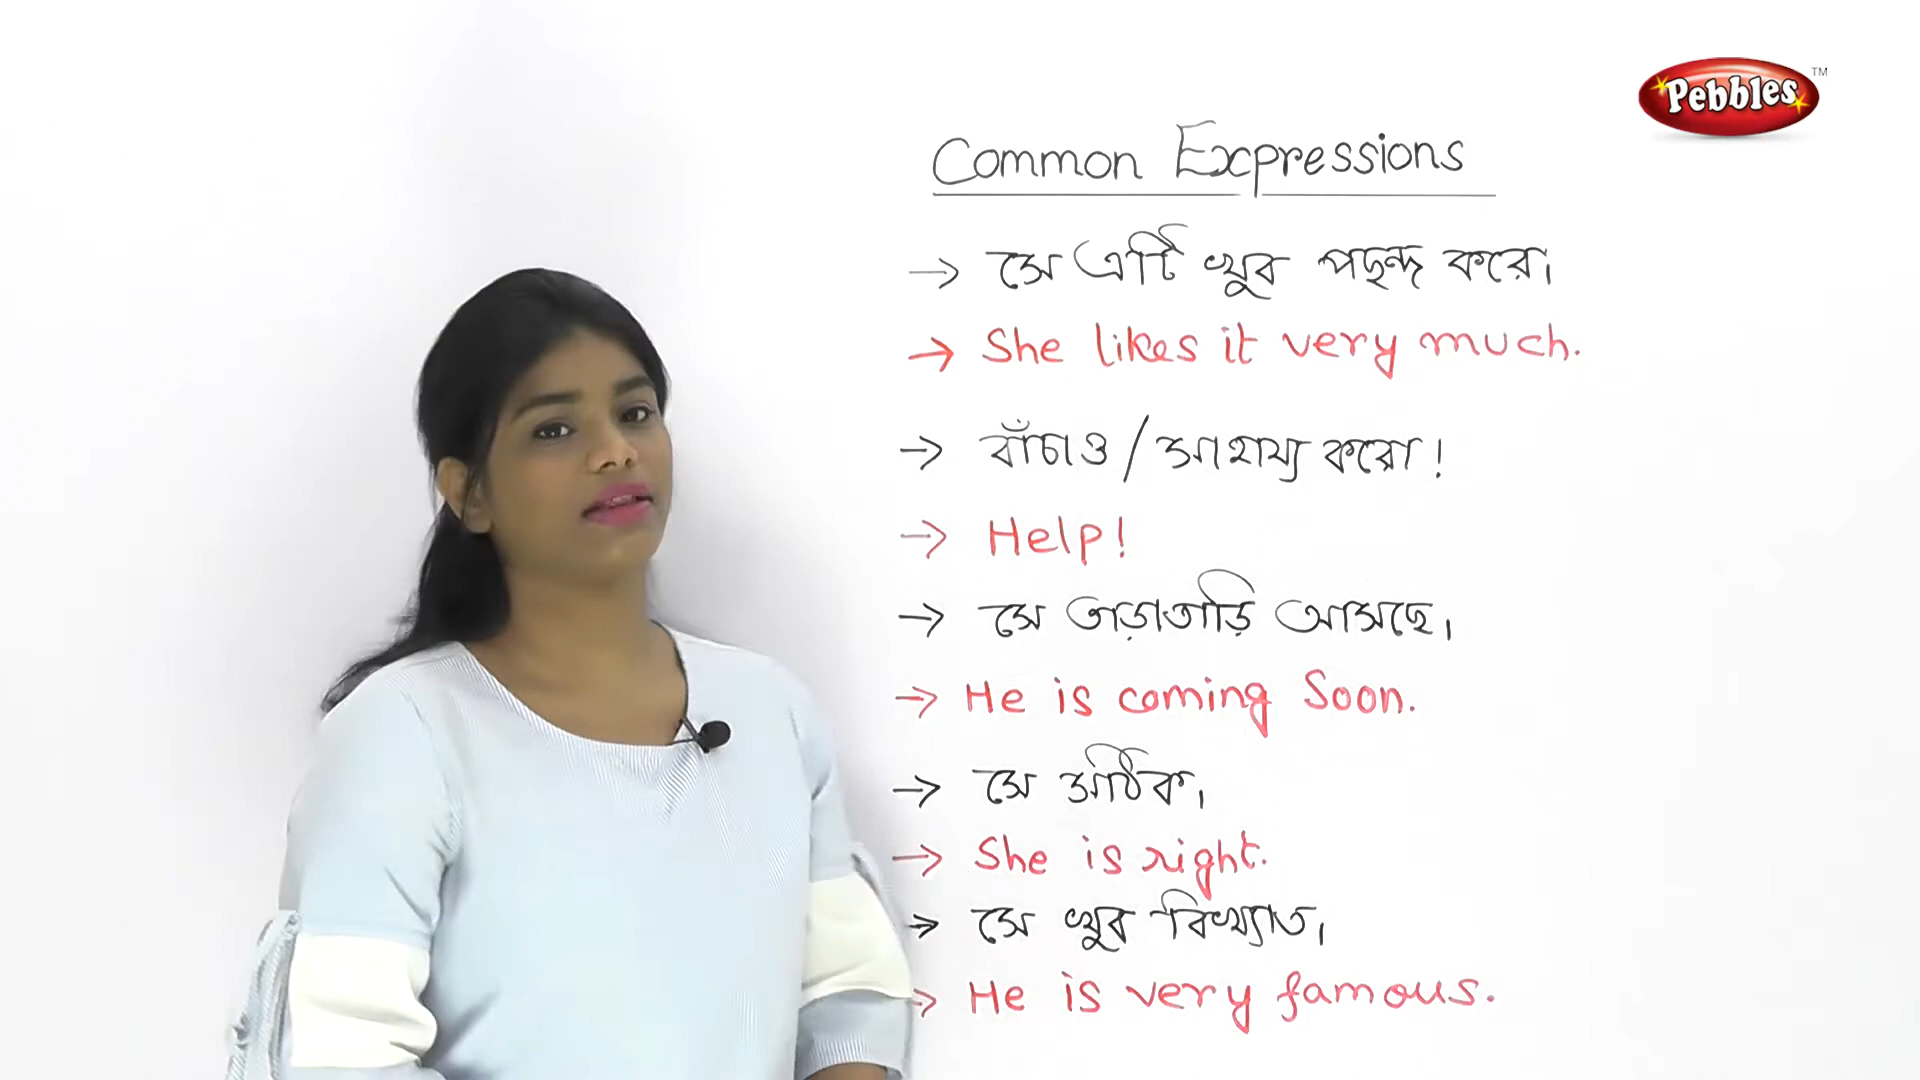 Pebbles™
Common Expressions
→ সে এটি খুব পছন্দ করে।
→ She likes it very much.
→ বাঁচাও / সাহায্য করো!
→ Help!
→ সে তাড়াতাড়ি আসছে।
→ He is coming Soon.
→ সে সঠিক।
→ She is right.
→ সে খুব বিখ্যাত।
→ He is very famous.